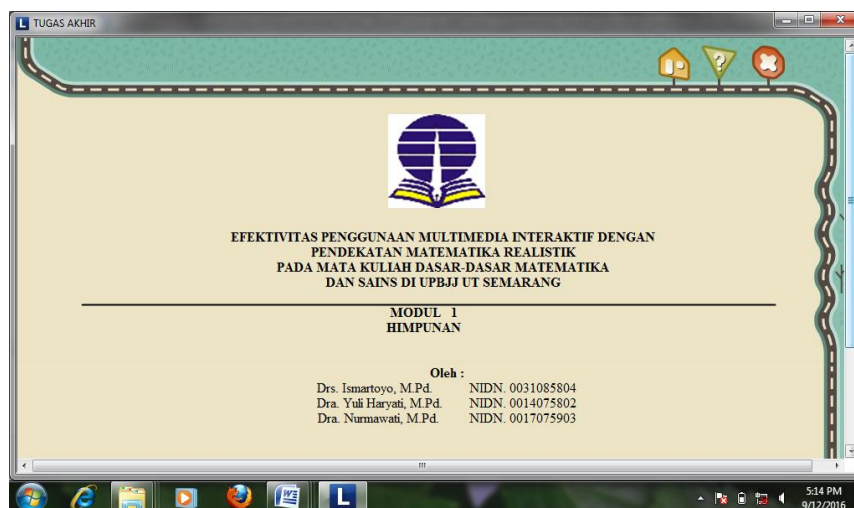 TUGAS AKHIR
EFEKTIVITAS PENGGUNAAN MULTIMEDIA INTERAKTIF DENGAN
PENDEKATAN MATEMATIKA REALISTIK
PADA MATA KULIAH DASAR-DASAR MATEMATIKA
DAN SAINS DI UPBJJ UT SEMARANG
MODUL 1
HIMPUNAN
Oleh :
Drs. Ismartoyo, M.Pd. NIDN. 0031085804
Dra. Yuli Haryati, M.Pd. NIDN. 0014075802
Dra. Nurmawati, M.Pd. NIDN. 0017075903
5:14 PM
9/12/2016